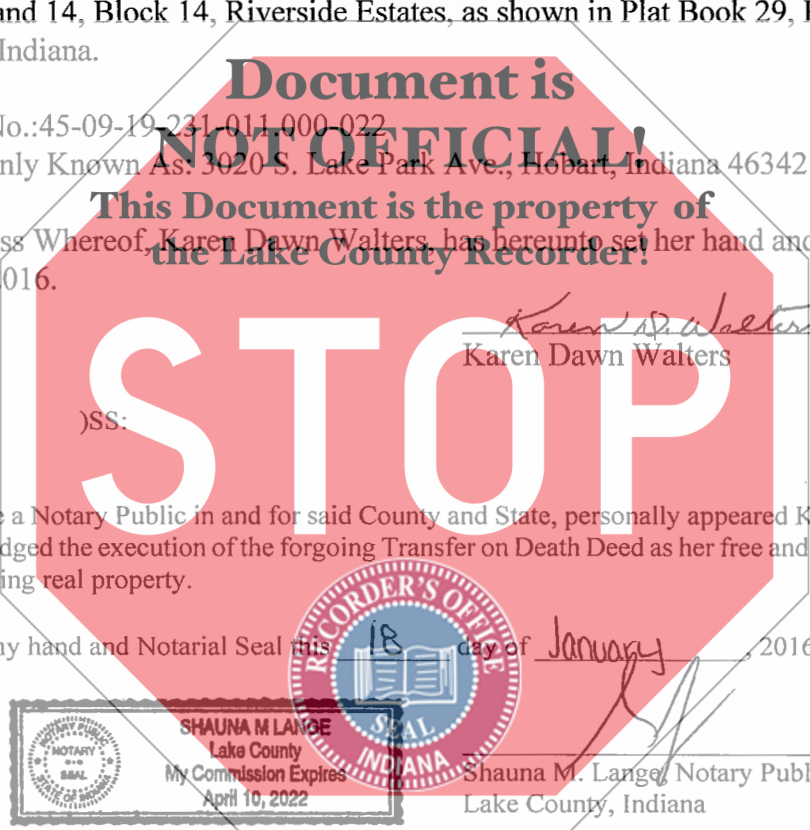 and 14, Block 14, Riverside Estates, as shown in Plat Book 29,
Indiana.
Document is
NOT OFFICIAL!
No.:45-09-19-231-011.000-022
nly Known As: 3020 S. Lake Park Ave., Hobart, Indiana 46342
This Document is the property of
the Lake County Recorder!
ss Whereof, Karen Dawn Walters, has hereunto set her hand and
016.
Karen D. Walters
Karen Dawn Walters
STOP
)SS:
e a Notary Public in and for said County and State, personally appeared K
dged the execution of the forgoing Transfer on Death Deed as her free and
ing real property.
ny hand and Notarial Seal this 18 day of January, 2016
RECORDER'S OFFICE
SEAL
INDIANA
NOTARY PUBLIC
NOTARY
SEAL
SHAUNA M LANGE
Lake County
My Commission Expires
April 10, 2022
Shauna M. Lange, Notary Publ
Lake County, Indiana